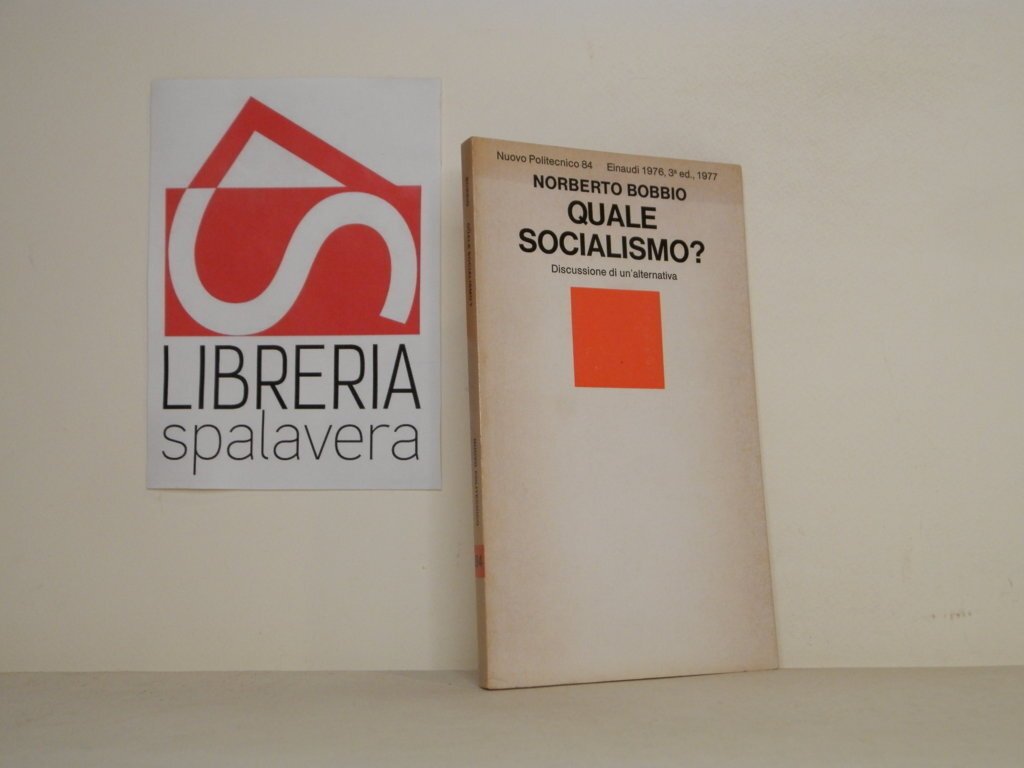 LIBRERIA
spalavera
Nuovo Politecnico 84 Einaudi 1976, 3ª ed., 1977
NORBERTO BOBBIO
QUALE
SOCIALISMO?
Discussione di un'alternativa